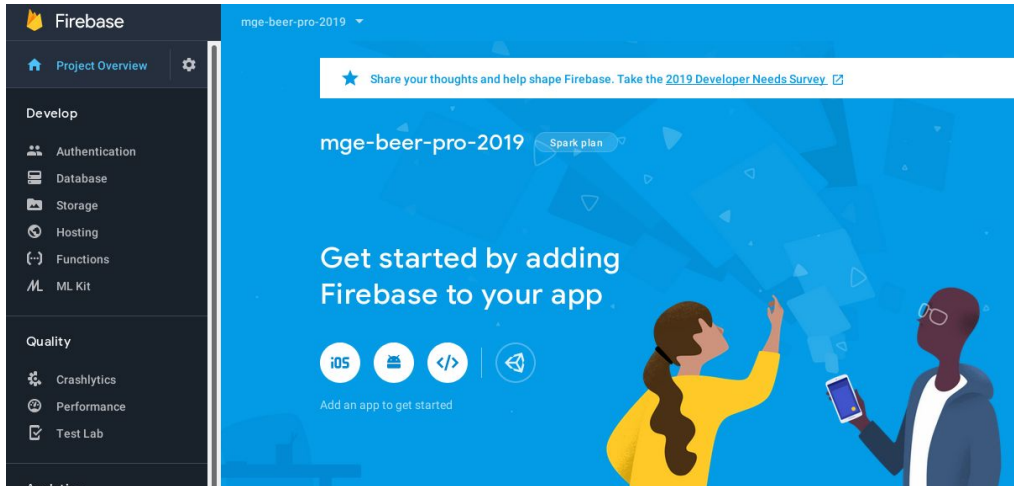 Firebase
mge-beer-pro-2019
Project Overview
Share your thoughts and help shape Firebase. Take the 2019 Developer Needs Survey
Develop
mge-beer-pro-2019
Spark plan
Authentication
Database
Storage
Hosting
Functions
ML Kit
Get started by adding
Firebase to your app
iOS
Add an app to get started
Quality
Crashlytics
Performance
Test Lab